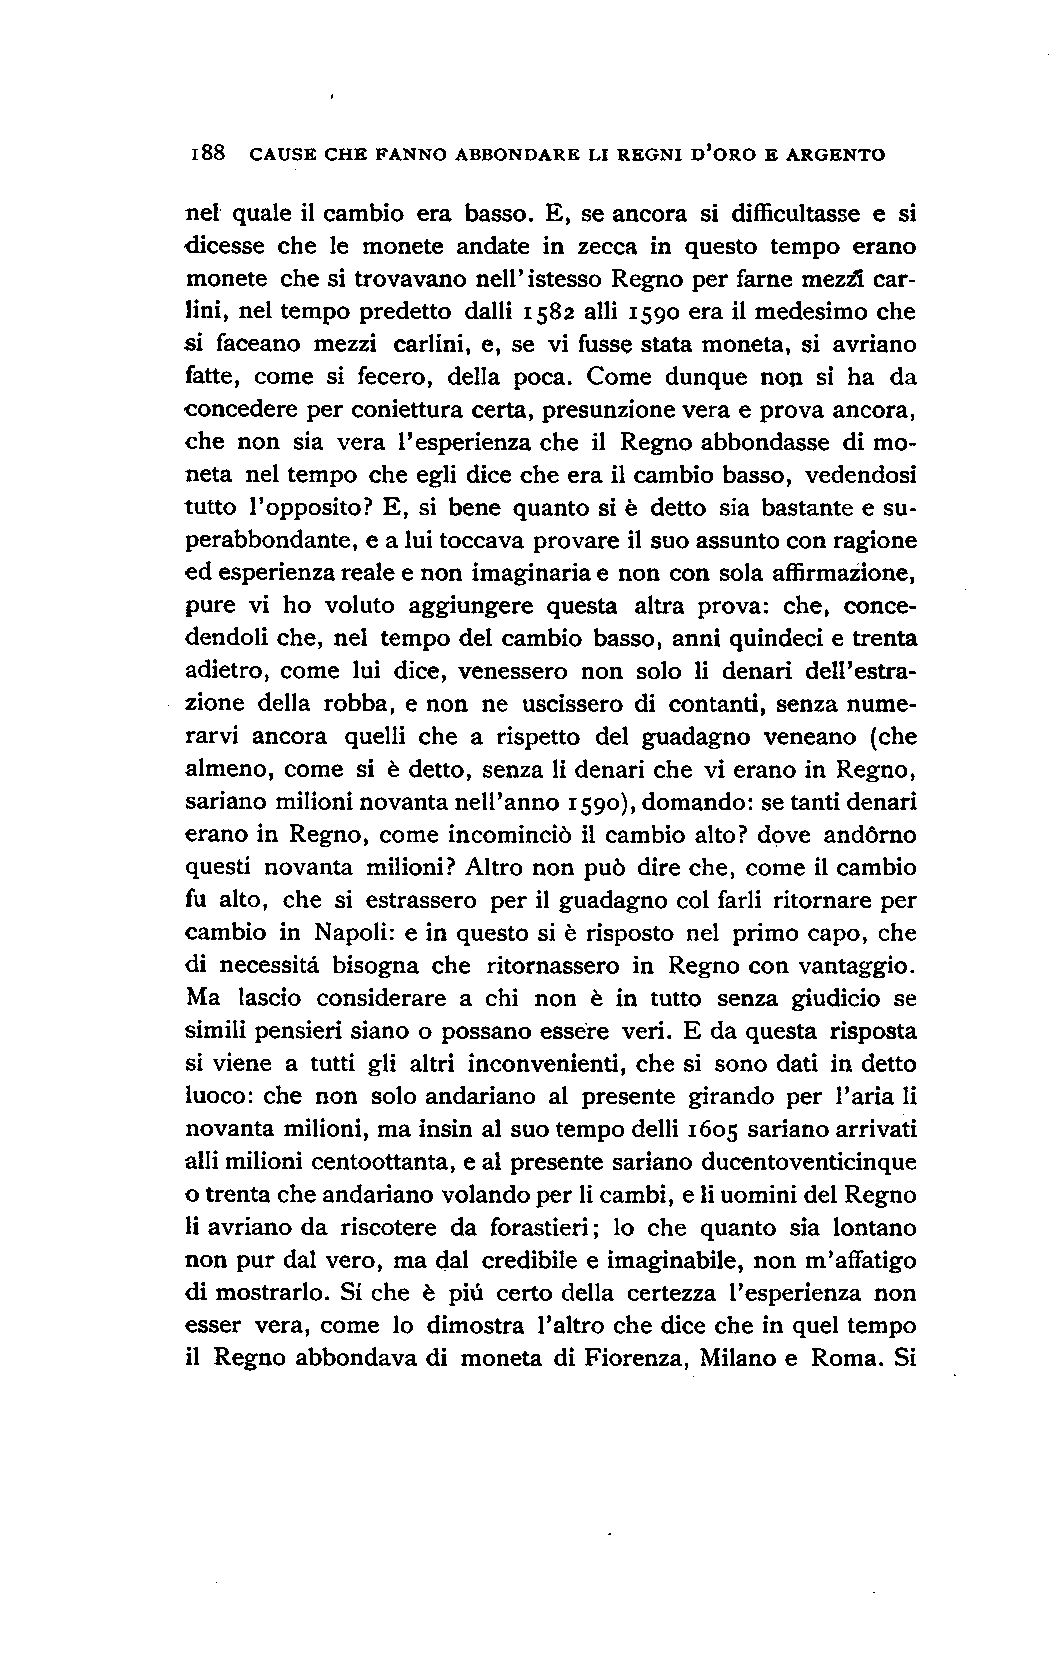 188 CAUSE CHE FANNO ABBONDARE LI REGNI D'ORO E ARGENTO
nel quale il cambio era basso. E, se ancora si difficultasse e si
dicesse che le monete andate in zecca in questo tempo erano
monete che si trovavano nell'istesso Regno per farne mezzi car-
lini, nel tempo predetto dalli 1582 alli 1590 era il medesimo che
si faceano mezzi carlini, e, se vi fusse stata moneta, si avriano
fatte, come si fecero, della poca. Come dunque non si ha da
concedere per coniettura certa, presunzione vera e prova ancora,
che non sia vera l'esperienza che il Regno abbondasse di mo-
neta nel tempo che egli dice che era il cambio basso, vedendosi
tutto l'opposito? E, si bene quanto si è detto sia bastante e su-
perabbondante, e a lui toccava provare il suo assunto con ragione
ed esperienza reale e non imaginaria e non con sola affirmazione,
pure vi ho voluto aggiungere questa altra prova: che, conce-
dendoli che, nel tempo del cambio basso, anni quindeci e trenta
adietro, come lui dice, venessero non solo li denari dell'estra-
zione della robba, e non ne uscissero di contanti, senza nume-
rarvi ancora quelli che a rispetto del guadagno veneano (che
almeno, come si è detto, senza li denari che vi erano in Regno,
sariano milioni novanta nell'anno 1590), domando: se tanti denari
erano in Regno, come incominciò il cambio alto? dove andôrno
questi novanta milioni? Altro non può dire che, come il cambio
fu alto, che si estrassero per il guadagno col farli ritornare per
cambio in Napoli: e in questo si è risposto nel primo capo, che
di necessitá bisogna che ritornassero in Regno con vantaggio.
Ma lascio considerare a chi non è in tutto senza giudicio se
simili pensieri siano o possano essere veri. E da questa risposta
si viene a tutti gli altri inconvenienti, che si sono dati in detto
luoco: che non solo andariano al presente girando per l'aria li
novanta milioni, ma insin al suo tempo delli 1605 sariano arrivati
alli milioni centoottanta, e al presente sariano ducentoventicinque
o trenta che andariano volando per li cambi, e li uomini del Regno
li avriano da riscotere da forastieri; lo che quanto sia lontano
non pur dal vero, ma dal credibile e imaginabile, non m'affatigo
di mostrarlo. Sí che è piú certo della certezza l'esperienza non
esser vera, come lo dimostra l'altro che dice che in quel tempo
il Regno abbondava di moneta di Fiorenza, Milano e Roma. Si